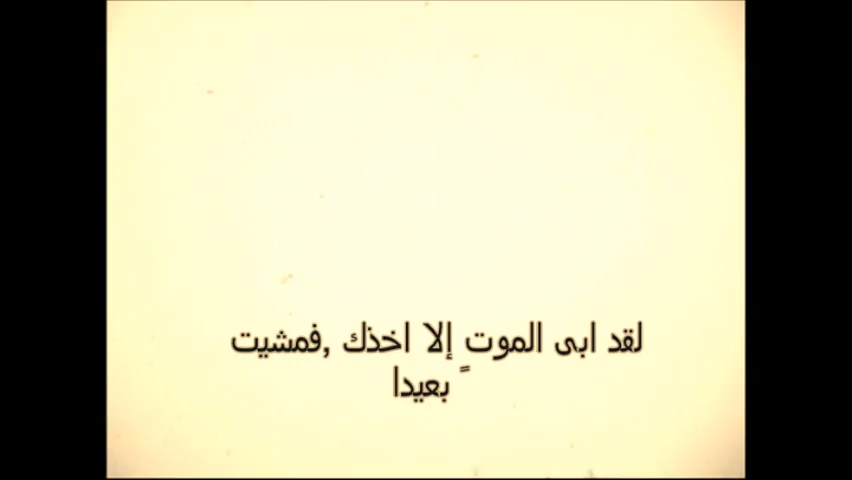 لقد ابى الموت إلا اخذك ,فمشيت
بعيدا ً